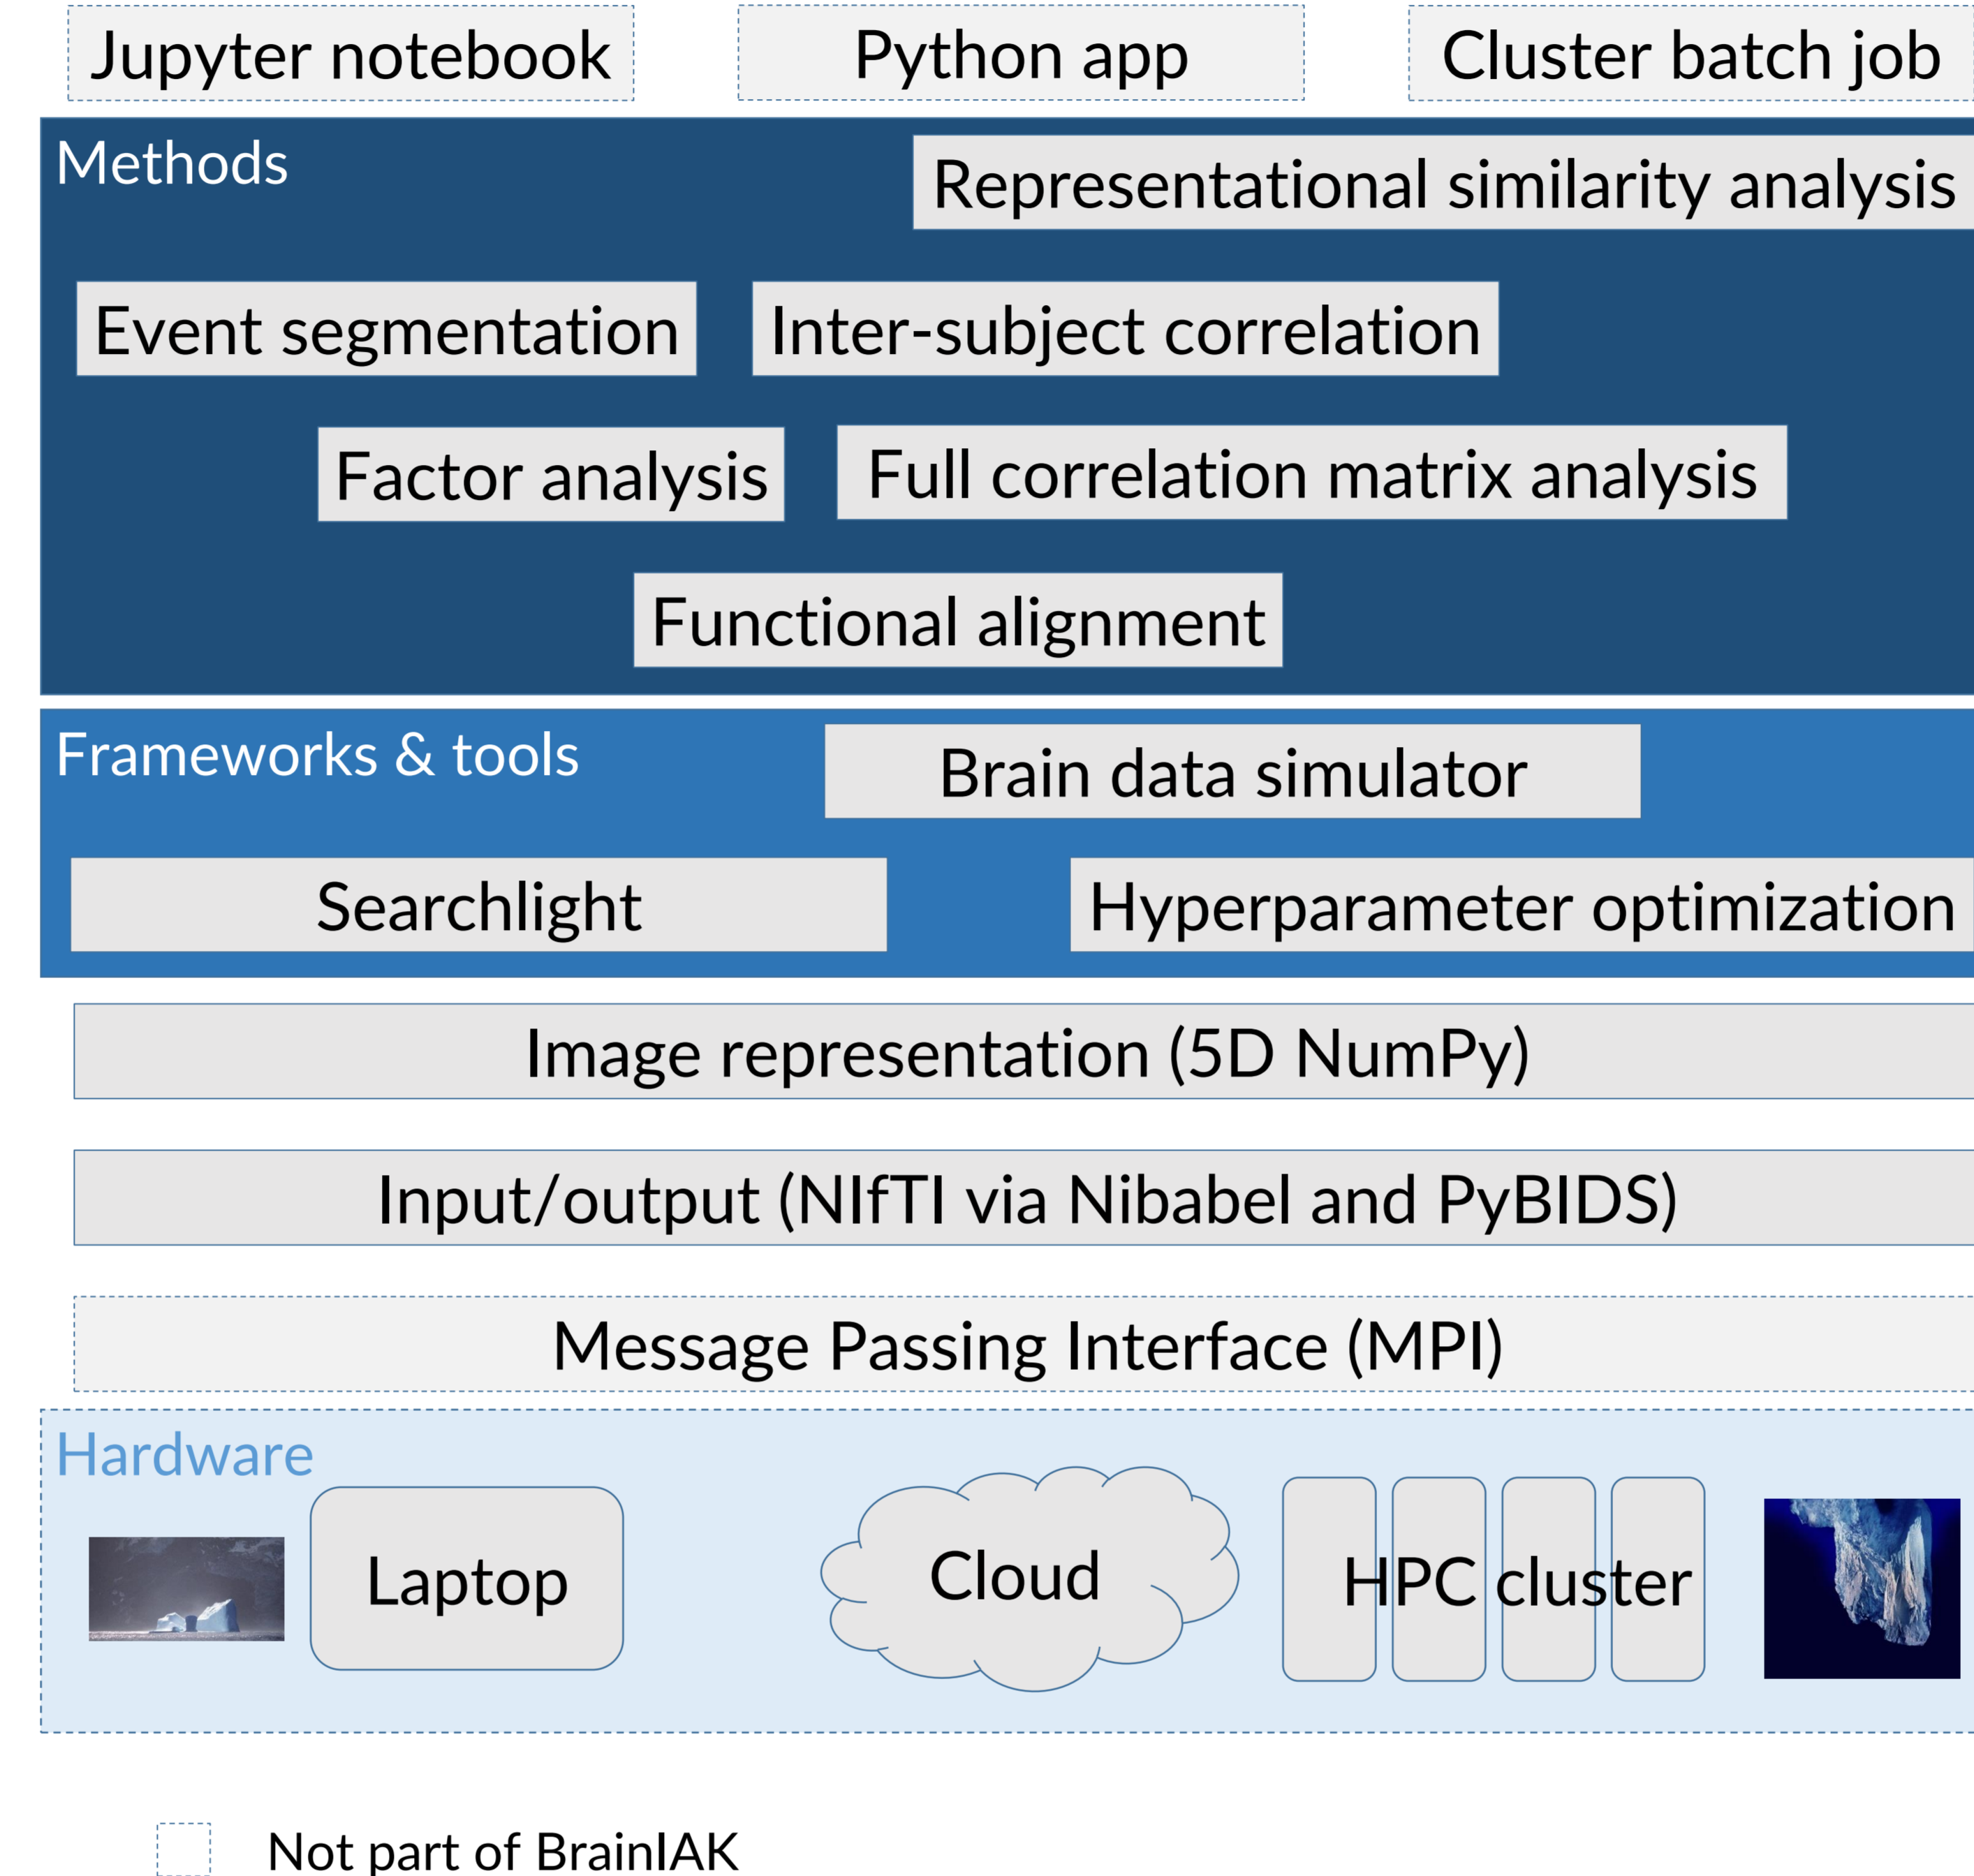 Jupyter notebook
Python app
Cluster batch job
Methods
Representational similarity analysis
Event segmentation
Inter-subject correlation
Factor analysis
Full correlation matrix analysis
Functional alignment
Frameworks & tools
Brain data simulator
Searchlight
Hyperparameter optimization
Image representation (5D NumPy)
Input/output (NIfTI via Nibabel and PyBIDS)
Message Passing Interface (MPI)
Hardware
Laptop
Cloud
HPC cluster
Not part of BrainIAK